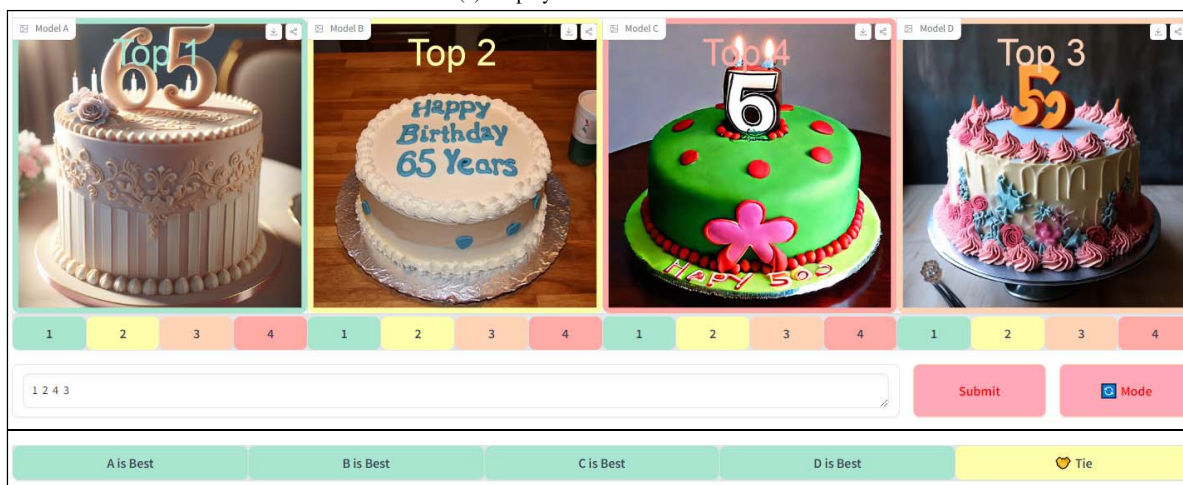 Model A
Top 1
65
Model B
Top 2
Happy
Birthday
65 Years
Model C
Top 4
5
HAPY 500
Model D
Top 3
1 2 3 4
1 2 3 4
1 2 3 4
1 2 3 4
1 2 4 3
Submit
Mode
A is Best
B is Best
C is Best
D is Best
Tie